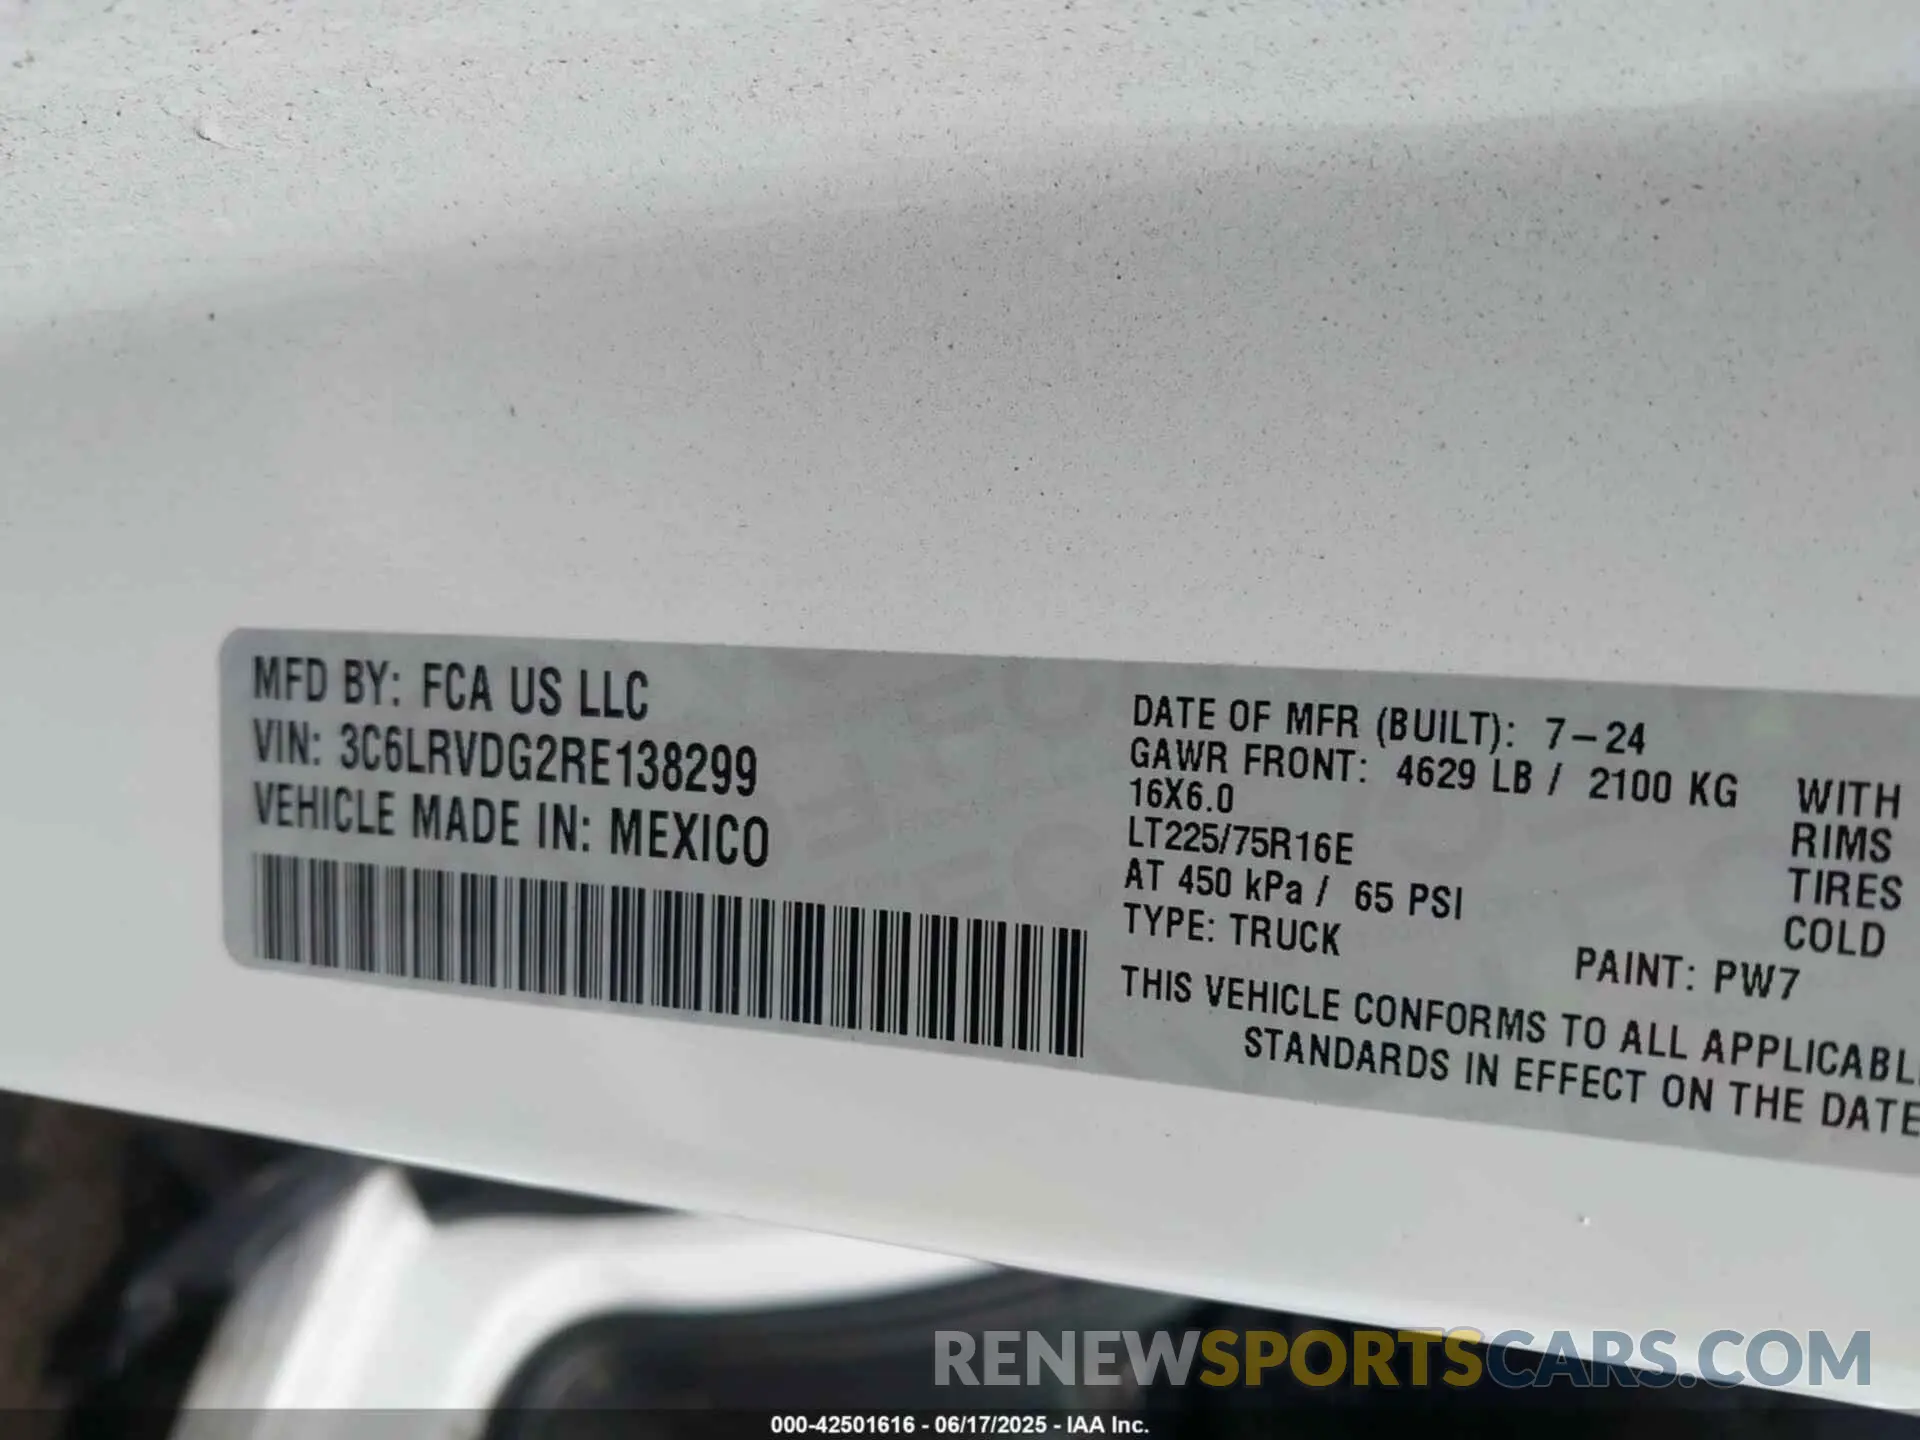 MFD BY: FCA US LLC
VIN: 3C6LRVDG2RE138299
VEHICLE MADE IN: MEXICO
DATE OF MFR (BUILT): 7-24
GAWR FRONT: 4629 LB / 2100 KG WITH
16X6.0 RIMS
LT225/75R16E TIRES
AT 450 kPa / 65 PSI COLD
TYPE: TRUCK
PAINT: PW7
THIS VEHICLE CONFORMS TO ALL
STANDARDS IN EFFECT ON THE DATE
RENEWSPORTSCARS.COM
000-42501616 - 06/17/2025 - IAA Inc.